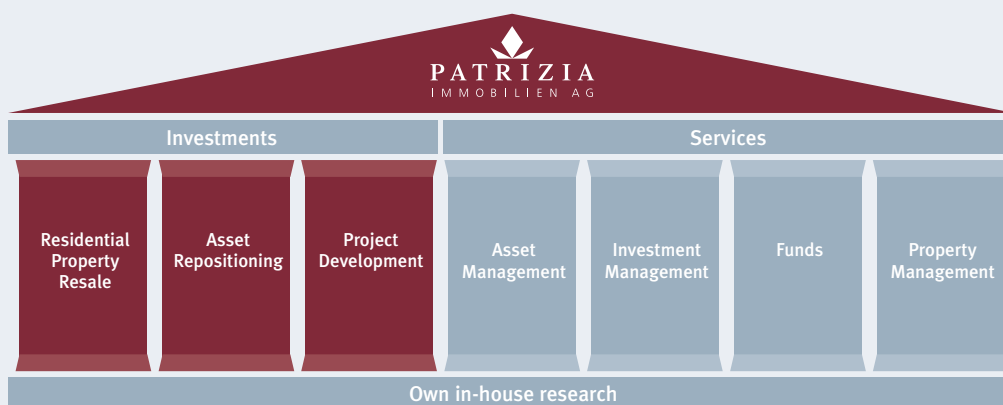 PATRIZIA
IMMOBILIEN AG
Investments
Services
Residential
Property
Resale
Asset
Repositioning
Project
Development
Asset
Management
Investment
Management
Funds
Property
Management
Own in-house research